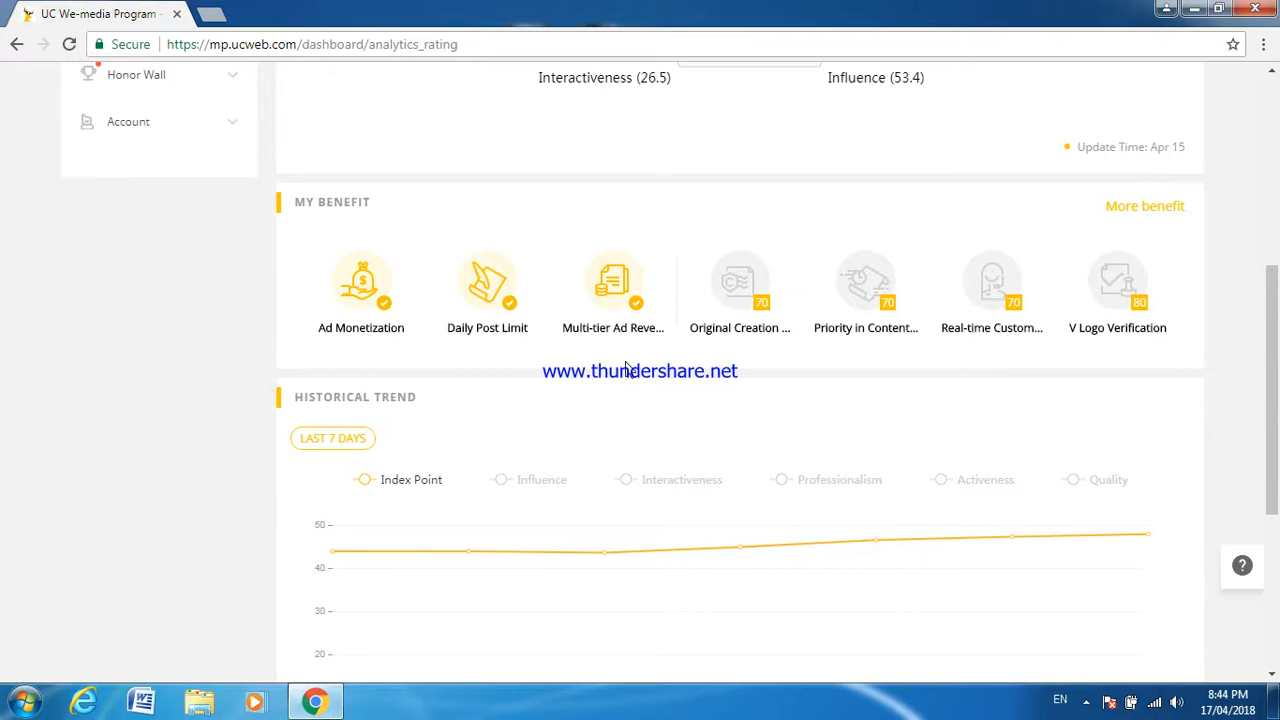 UC We-media Program -
Secure https://mp.ucweb.com/dashboard/analytics_rating
Honor Wall
Account
Interactiveness (26.5) Influence (53.4)
Update Time: Apr 15
MY BENEFIT More benefit
70 70 70 80
Ad Monetization Daily Post Limit Multi-tier Ad Reve... Original Creation ... Priority in Content... Real-time Custom... V Logo Verification
www.thundershare.net
HISTORICAL TREND
LAST 7 DAYS
Index Point Influence Interactiveness Professionalism Activeness Quality
50
40
30
20
EN 8:44 PM
17/04/2018